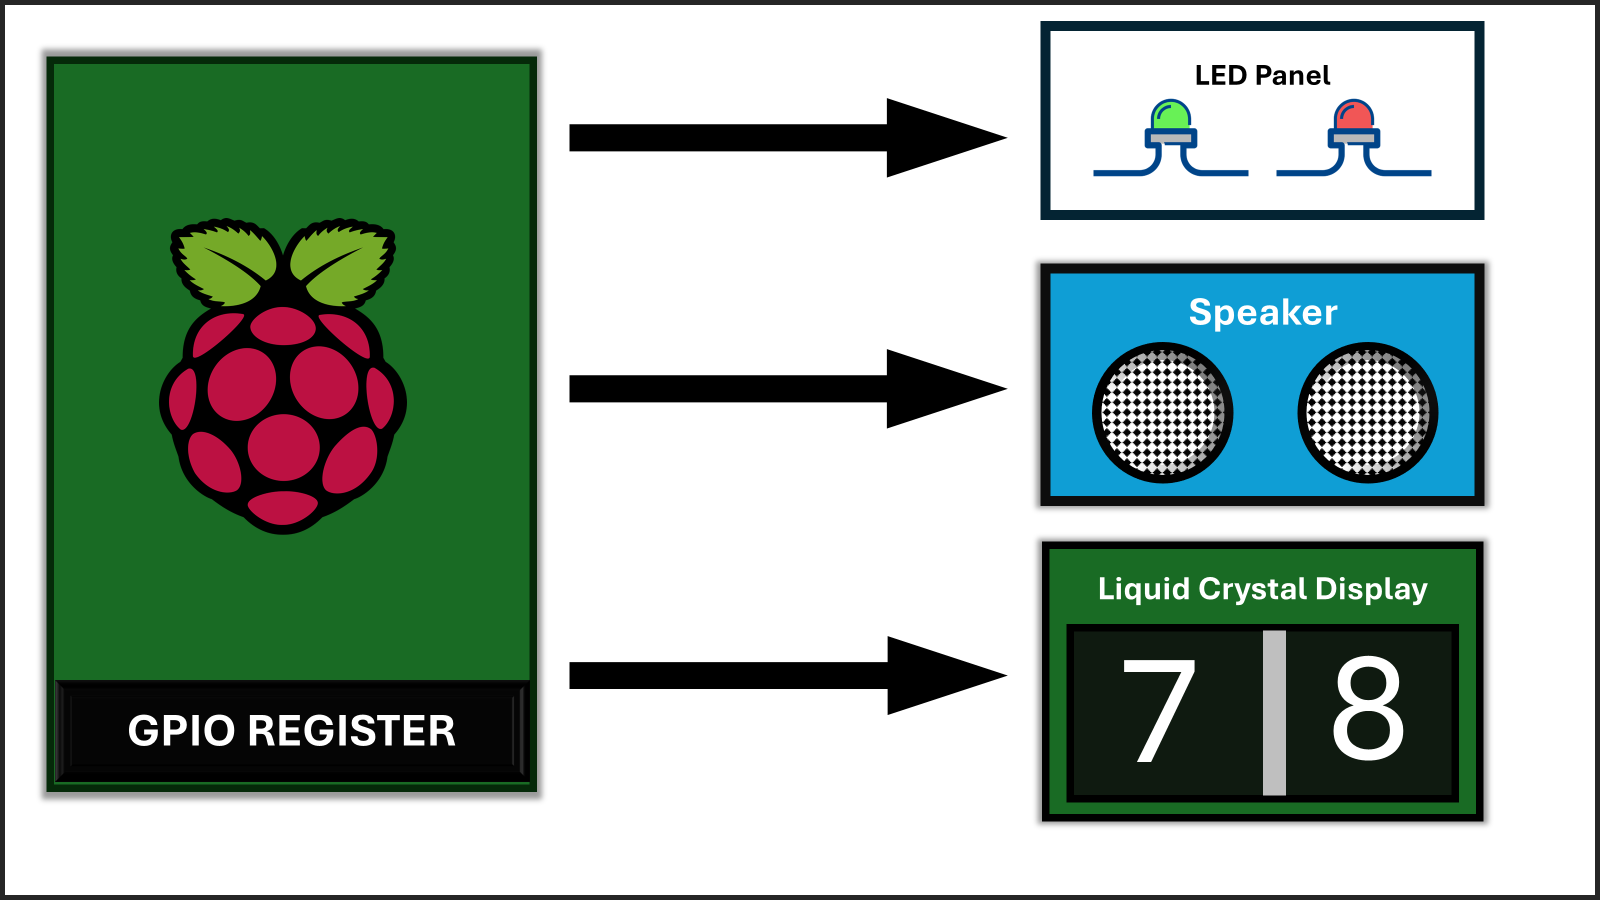 LED Panel
Speaker
Liquid Crystal Display
7 8
GPIO REGISTER